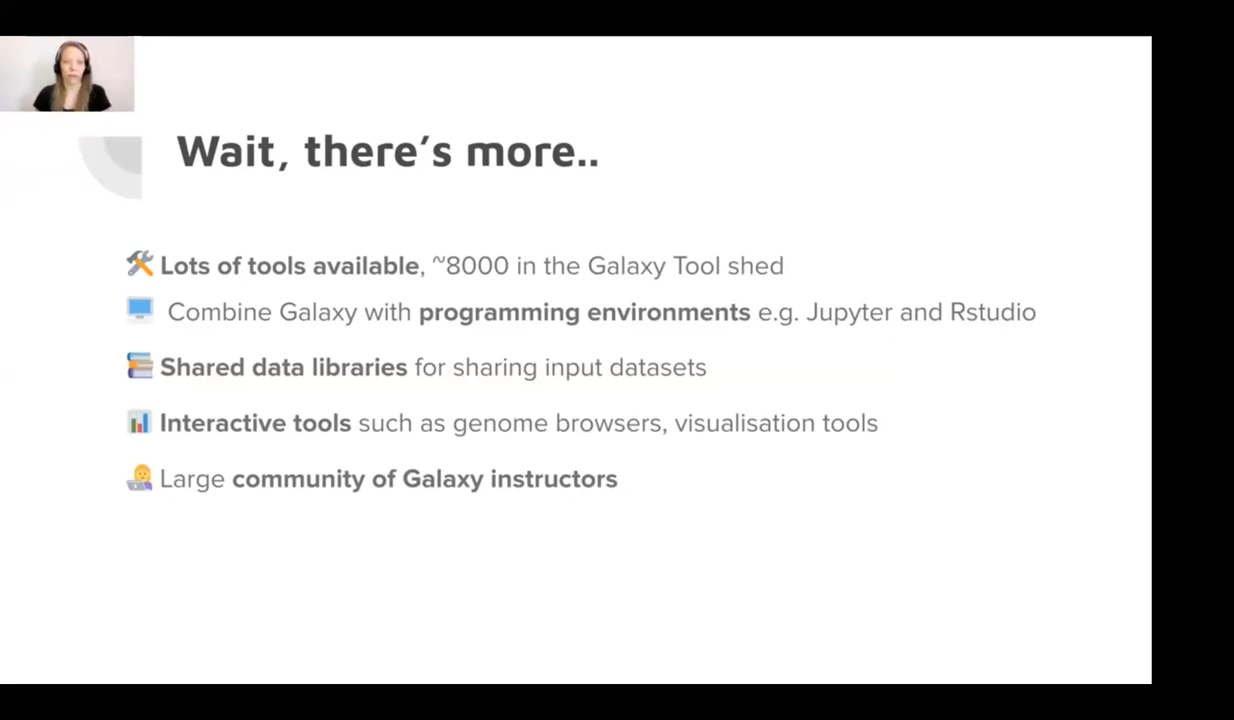 Wait, there's more..
Lots of tools available, ~8000 in the Galaxy Tool shed
Combine Galaxy with programming environments e.g. Jupyter and Rstudio
Shared data libraries for sharing input datasets
Interactive tools such as genome browsers, visualisation tools
Large community of Galaxy instructors